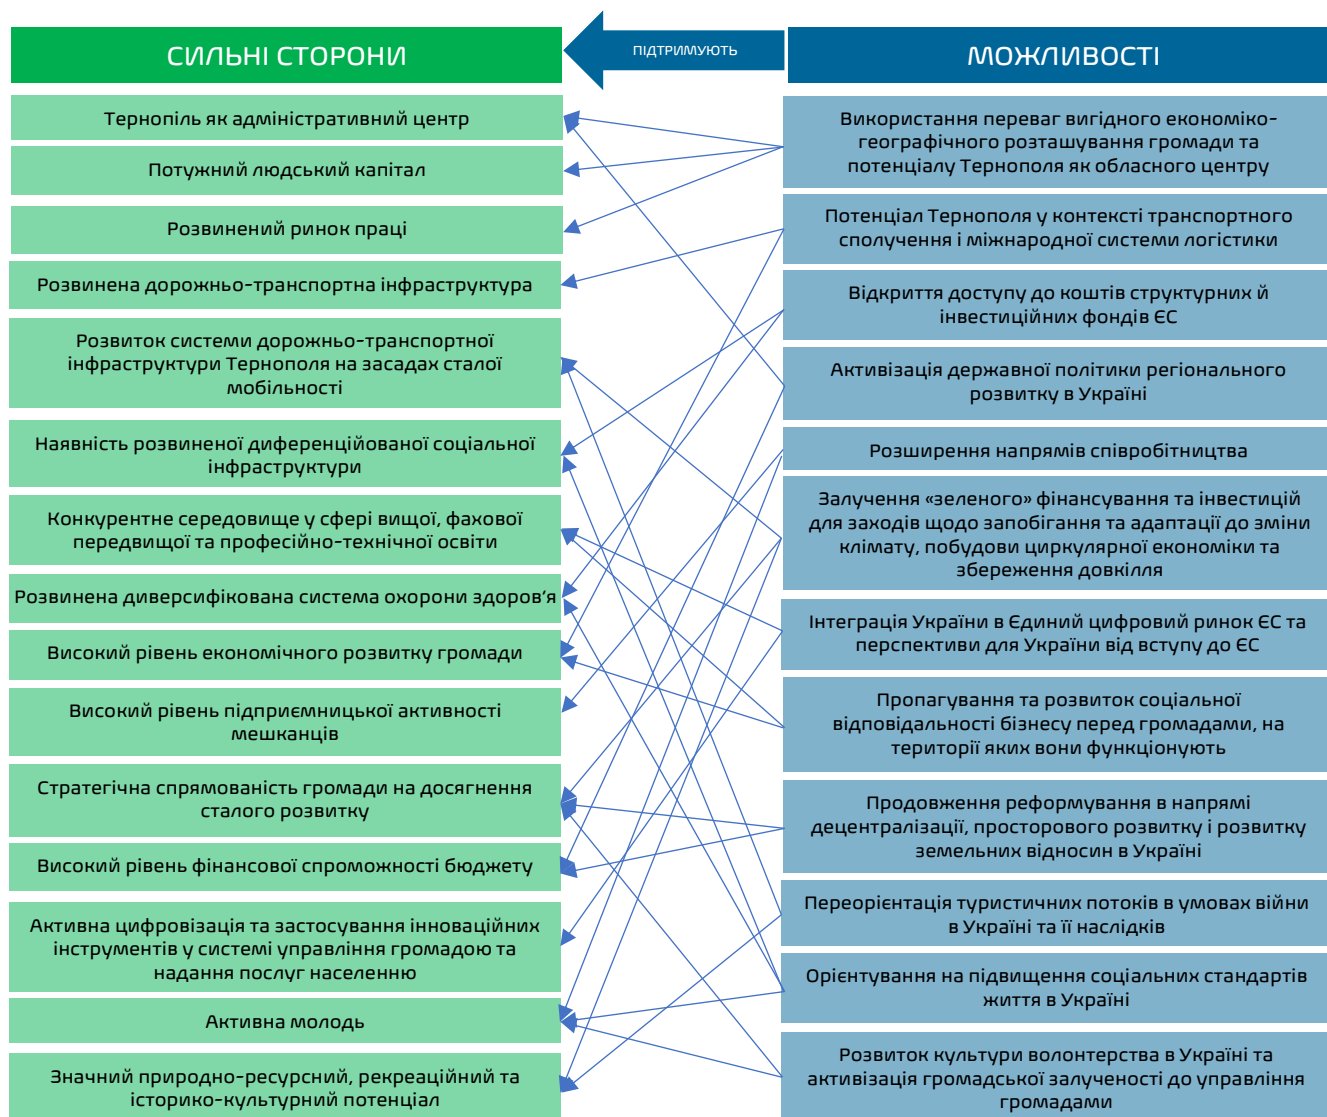 СИЛЬНІ СТОРОНИ
ПІДТРИМУЮТЬ
МОЖЛИВОСТІ
Тернопіль як адміністративний центр
Потужний людський капітал
Розвинений ринок праці
Розвинена дорожньо-транспортна інфраструктура
Розвиток системи дорожньо-транспортної
інфраструктури Тернополя на засадах сталої
мобільності
Наявність розвиненої диференційованої соціальної
інфраструктури
Конкурентне середовище у сфері вищої, фахової
передвищої та професійно-технічної освіти
Розвинена диверсифікована система охорони здоров’я
Високий рівень економічного розвитку громади
Високий рівень підприємницької активності
мешканців
Стратегічна спрямованість громади на досягнення
сталого розвитку
Високий рівень фінансової спроможності бюджету
Активна цифровізація та застосування інноваційних
інструментів у системі управління громадою та
надання послуг населенню
Активна молодь
Значний природно-ресурсний, рекреаційний та
історико-культурний потенціал
Використання переваг вигідного економіко-
географічного розташування громади та
потенціалу Тернополя як обласного центру
Потенціал Тернополя у контексті транспортного
сполучення і міжнародної системи логістики
Відкриття доступу до коштів структурних й
інвестиційних фондів ЄС
Активізація державної політики регіонального
розвитку в Україні
Розширення напрямів співробітництва
Залучення «зеленого» фінансування та інвестицій
для заходів щодо запобігання та адаптації до зміни
клімату, побудови циркулярної економіки та
збереження довкілля
Інтеграція України в Єдиний цифровий ринок ЄС та
перспективи для України від вступу до ЄС
Пропагування та розвиток соціальної
відповідальності бізнесу перед громадами, на
території яких вони функціонують
Продовження реформування в напрямі
децентралізації, просторового розвитку і розвитку
земельних відносин в Україні
Переорієнтація туристичних потоків в умовах війни
в Україні та її наслідків
Орієнтування на підвищення соціальних стандартів
життя в Україні
Розвиток культури волонтерства в Україні та
активізація громадської залученості до управління
громадами